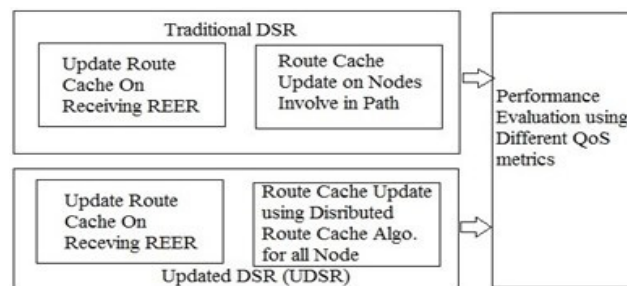 Traditional DSR
Update Route
Cache On
Receiving REER
Route Cache
Update on Nodes
Involve in Path
Performance
Evaluation using
Different QoS
metrics
Update Route
Cache On
Receving REER
Route Cache Update
using Disributed
Route Cache Algo.
for all Node
Updated DSR (UDSR)